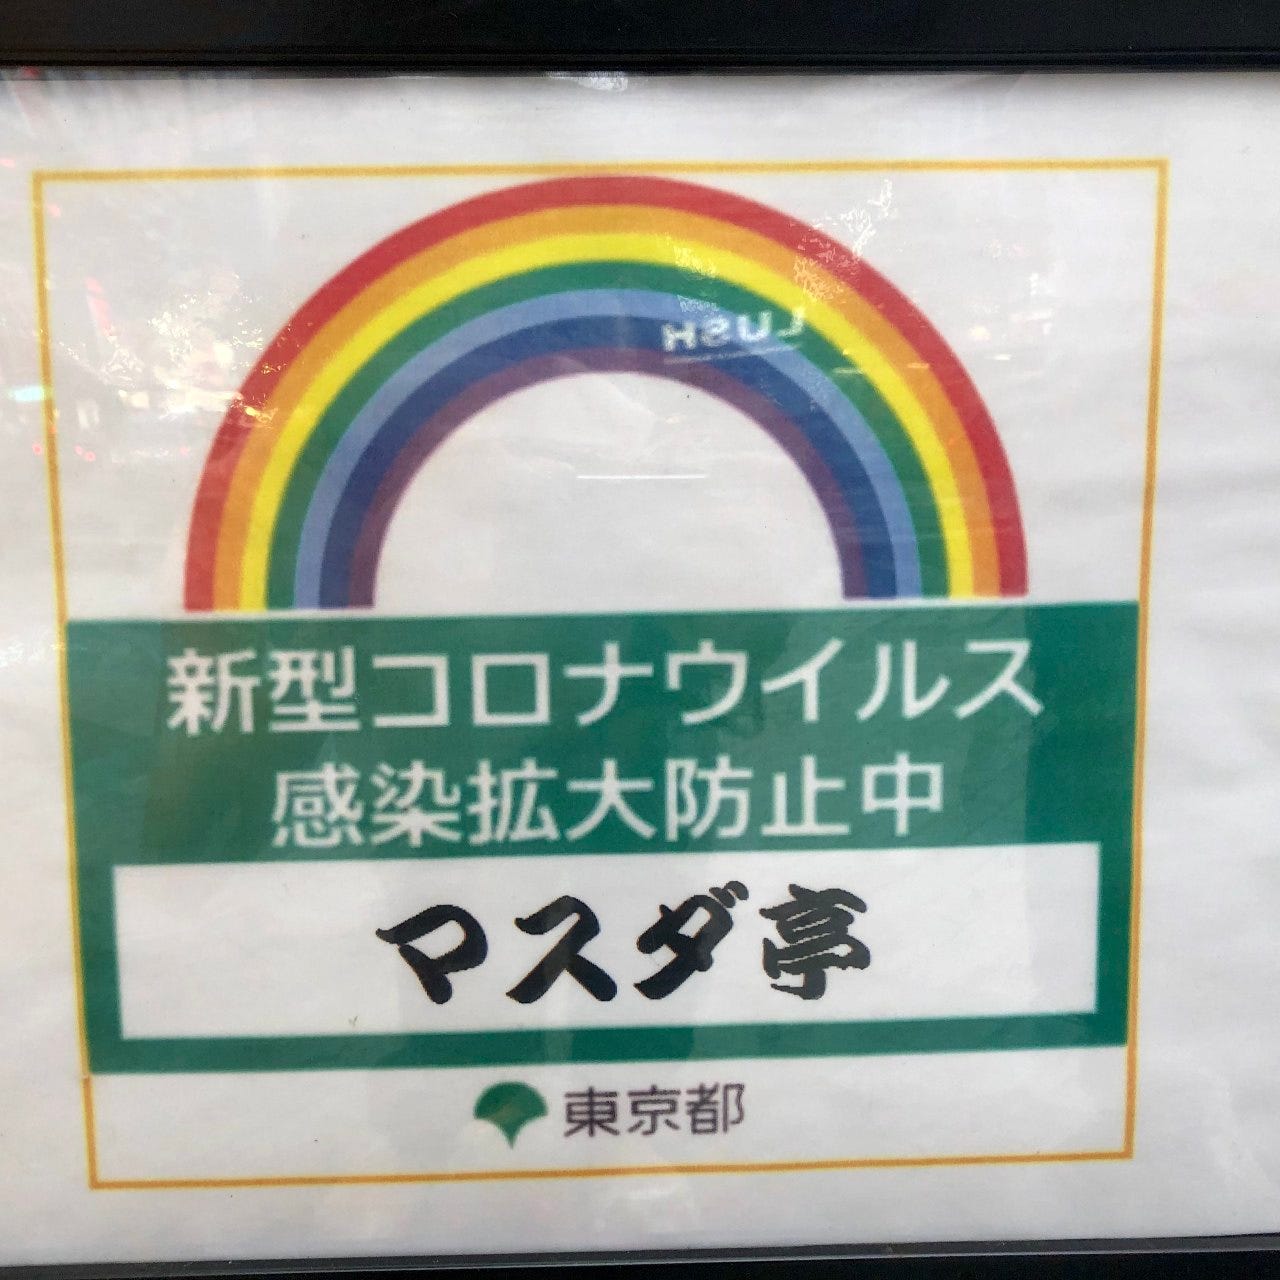 新型コロナウイルス
感染拡大防止中
マスダ亭
東京都